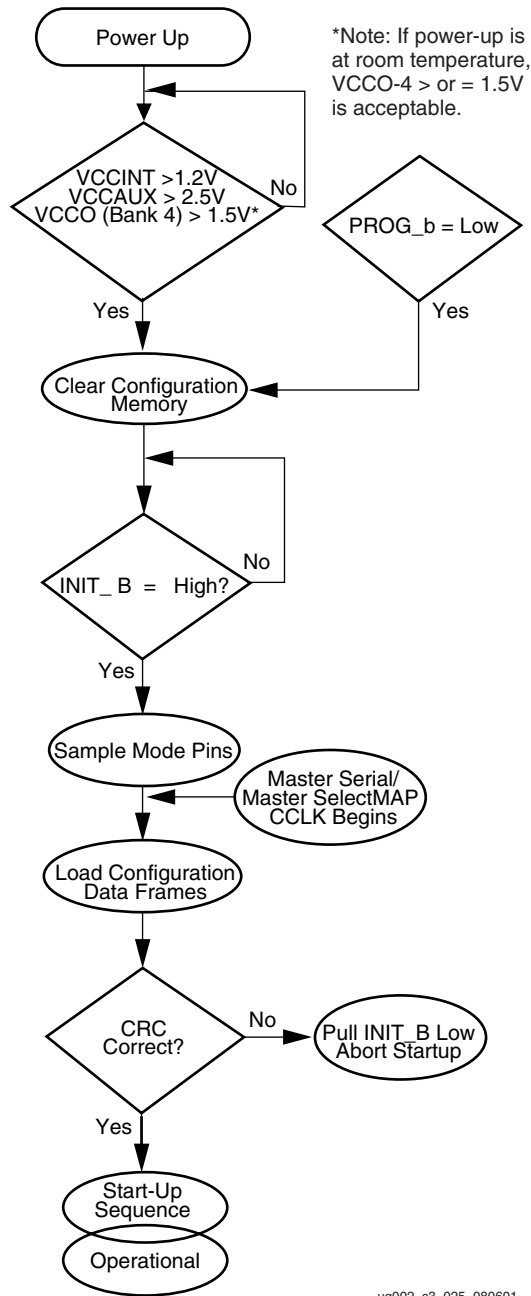 Power Up
*Note: If power-up is
at room temperature,
VCCO-4 > or = 1.5V
is acceptable.
VCCINT >1.2V
VCCAUX > 2.5V
VCCO (Bank 4) > 1.5V*
No
PROG_b = Low
Yes
Yes
Clear Configuration
Memory
INIT_ B = High?
No
Yes
Sample Mode Pins
Master Serial/
Master SelectMAP
CCLK Begins
Load Configuration
Data Frames
CRC
Correct?
No
Pull INIT_B Low
Abort Startup
Yes
Start-Up
Sequence
Operational
ug002_c3_025_080601